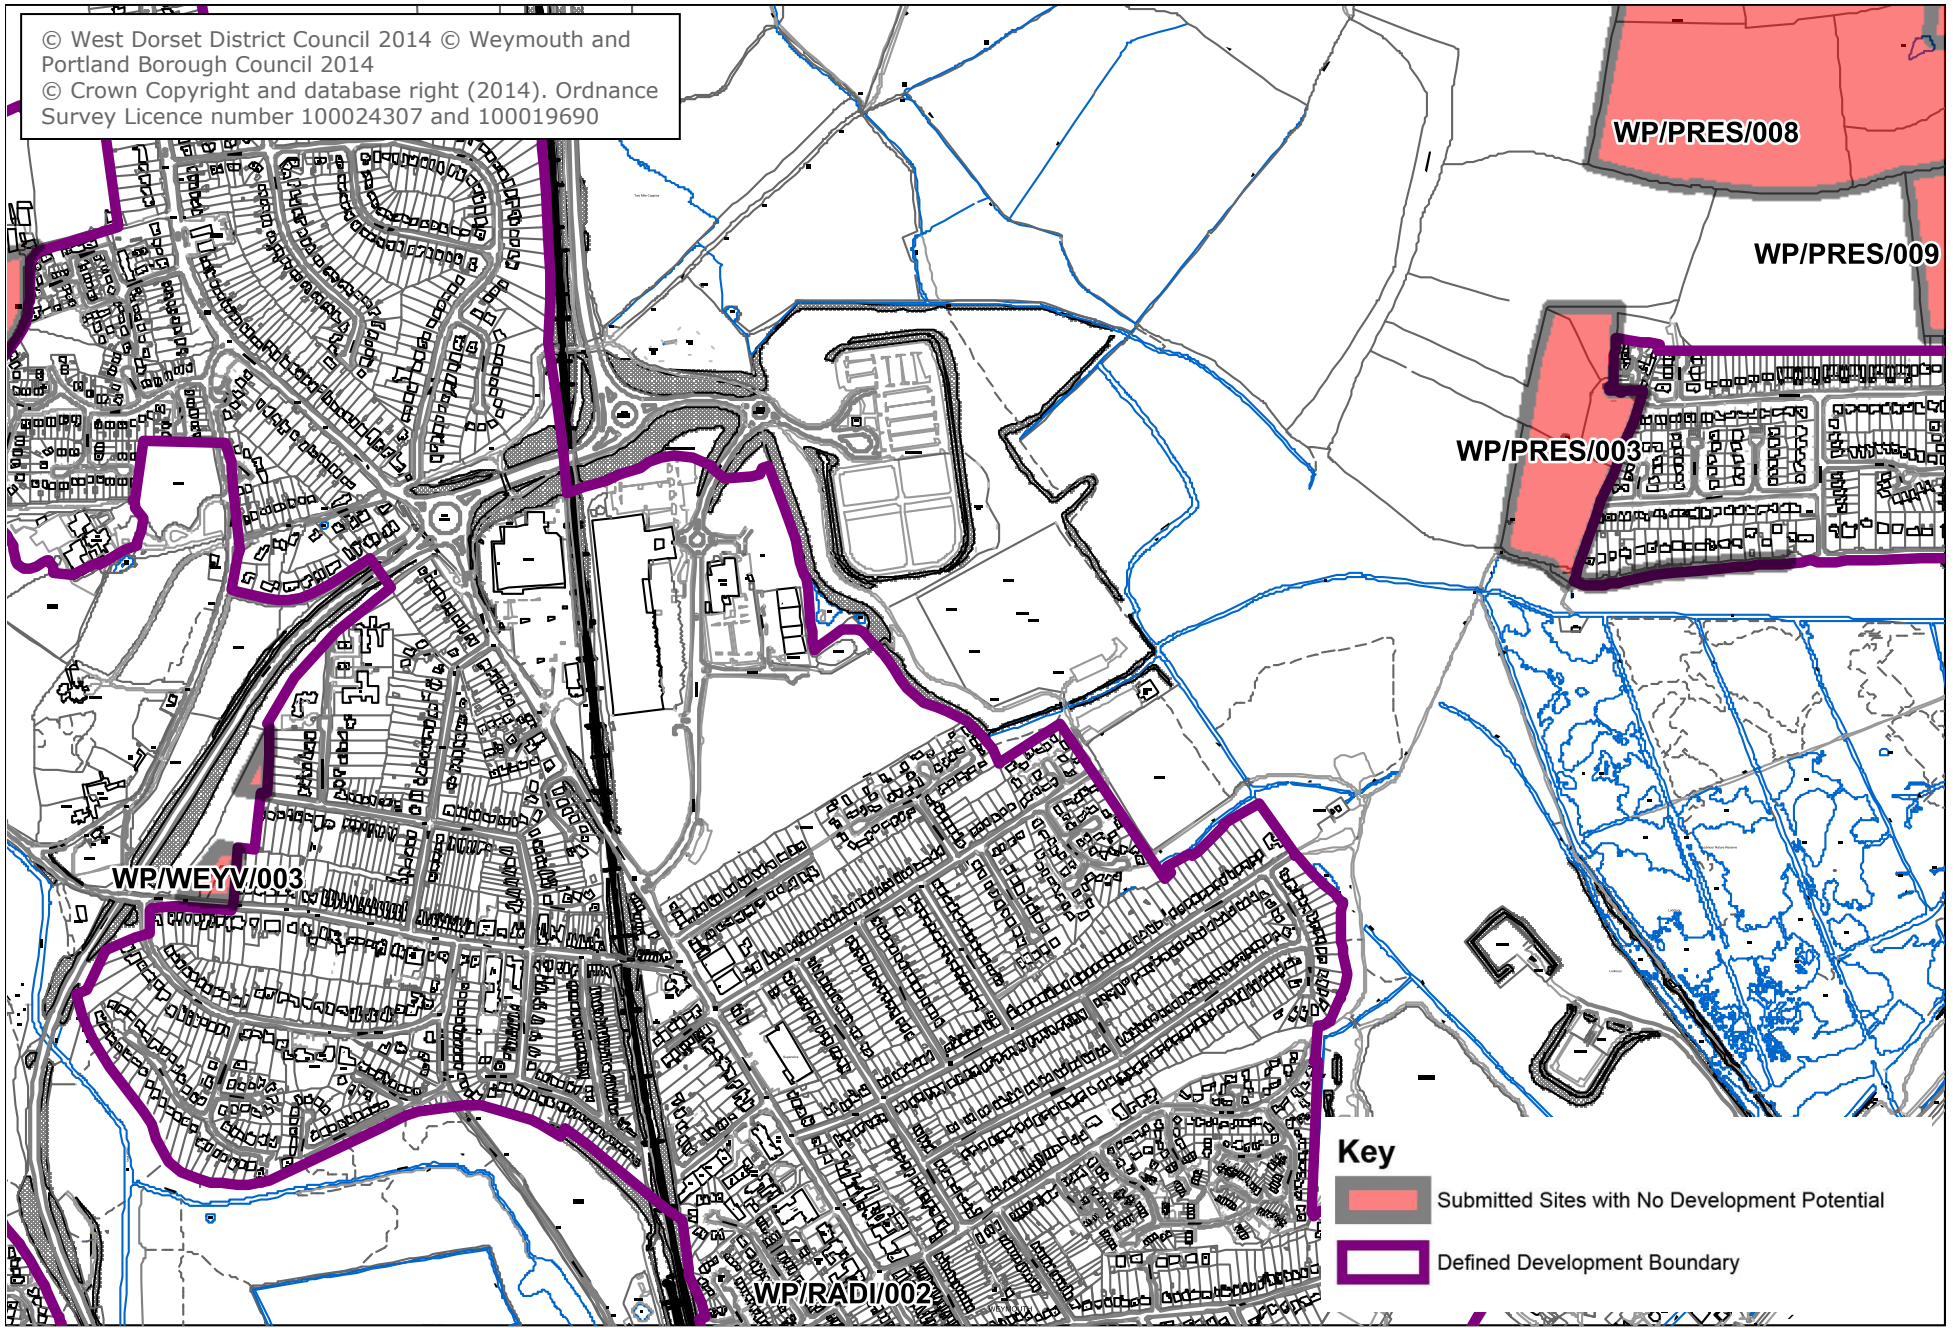 © West Dorset District Council 2014 © Weymouth and
Portland Borough Council 2014
© Crown Copyright and database right (2014). Ordnance
Survey Licence number 100024307 and 100019690
WP/PRES/008
WP/PRES/009
WP/PRES/003
WP/WEYV/003
WP/RADI/002
WEYMOUTH
Key
Submitted Sites with No Development Potential
Defined Development Boundary